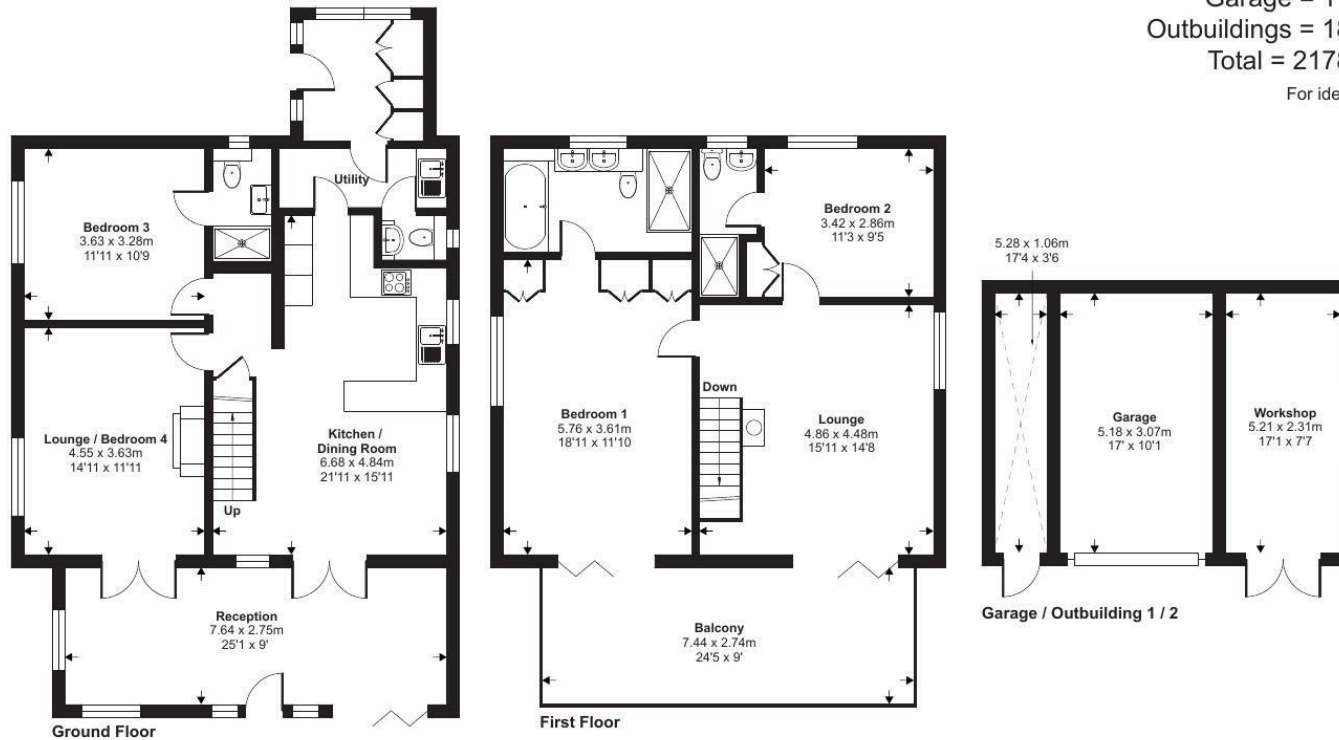 Garage = 1
Outbuildings = 18
Total = 2178
For ide
Utility
Bedroom 3
3.63 x 3.28m
11'11 x 10'9
Lounge / Bedroom 4
4.55 x 3.63m
14'11 x 11'11
Up
Kitchen /
Dining Room
6.68 x 4.84m
21'11 x 15'11
Reception
7.64 x 2.75m
25'1 x 9'
Ground Floor
Bedroom 2
3.42 x 2.86m
11'3 x 9'5
Bedroom 1
5.76 x 3.61m
18'11 x 11'10
Down
Lounge
4.86 x 4.48m
15'11 x 14'8
Balcony
7.44 x 2.74m
24'5 x 9'
First Floor
5.28 x 1.06m
17'4 x 3'6
Garage
5.18 x 3.07m
17' x 10'1
Workshop
5.21 x 2.31m
17'1 x 7'7
Garage / Outbuilding 1 / 2